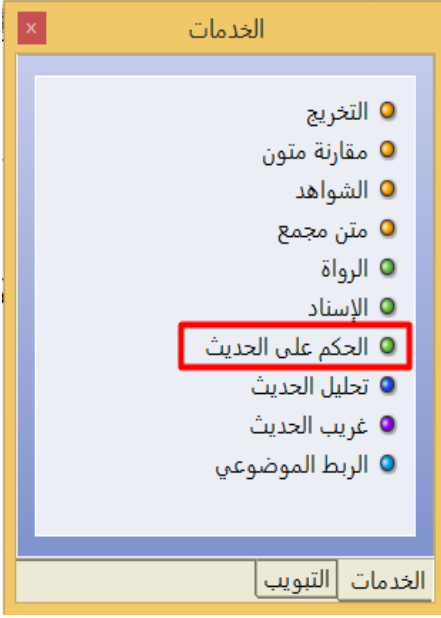 الخدمات
التخريج
مقارنة متون
الشواهد
متن مجمع
الرواة
الإسناد
الحكم على الحديث
تحليل الحديث
غريب الحديث
الربط الموضوعي
الخدمات التبويب